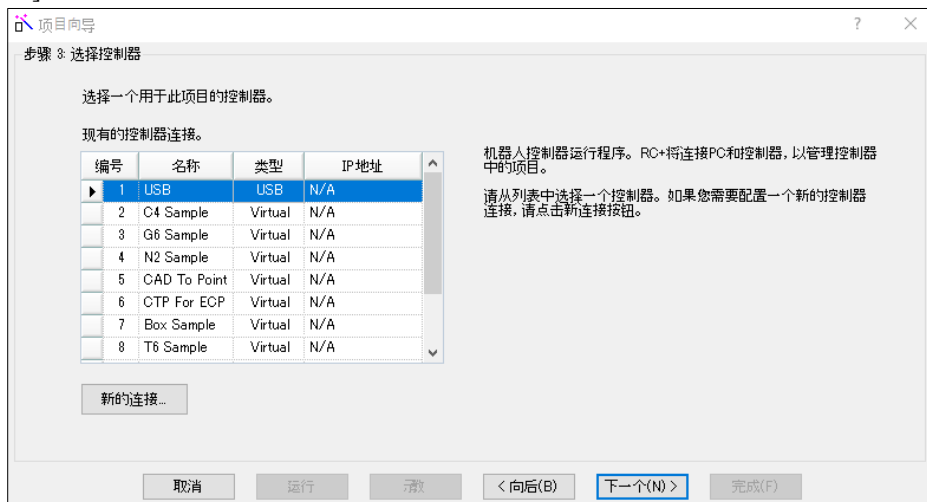 项目向导
步骤 3: 选择控制器
选择一个用于此项目的控制器。
现有的控制器连接。
编号 名称 类型 IP地址
1 USB USB N/A
2 C4 Sample Virtual N/A
3 G6 Sample Virtual N/A
4 N2 Sample Virtual N/A
5 CAD To Point Virtual N/A
6 CTP For ECP Virtual N/A
7 Box Sample Virtual N/A
8 T6 Sample Virtual N/A
机器人控制器运行程序。RC+将连接PC和控制器,以管理控制器
中的项目。
请从列表中选择一个控制器。如果您需要配置一个新的控制器
连接,请点击新连接按钮。
新的连接...
取消 运行 示教 < 向后(B) 下一个(N) > 完成(F)